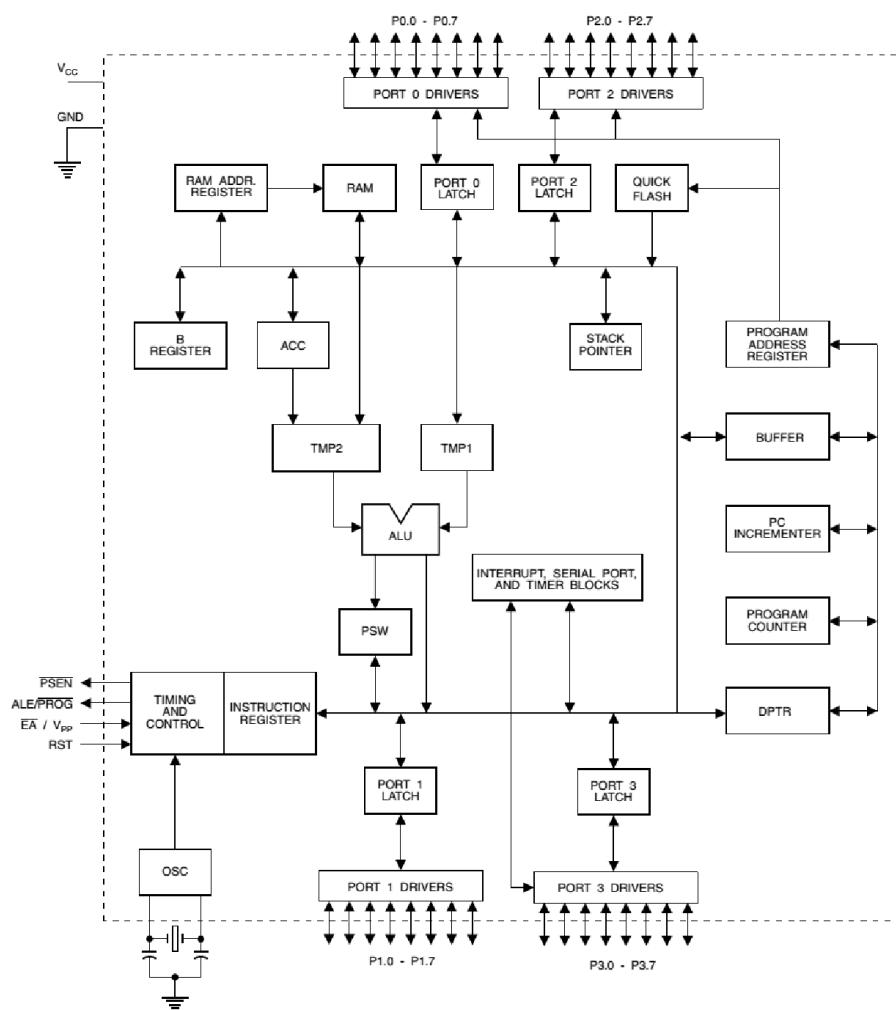 P0.0 - P0.7
P2.0 - P2.7
VCC
PORT 0 DRIVERS
PORT 2 DRIVERS
GND
RAM ADDR.
REGISTER
RAM
PORT 0
LATCH
PORT 2
LATCH
QUICK
FLASH
B
REGISTER
ACC
STACK
POINTER
PROGRAM
ADDRESS
REGISTER
TMP2
TMP1
BUFFER
ALU
PC
INCREMENTER
INTERRUPT, SERIAL PORT,
AND TIMER BLOCKS
PSW
PROGRAM
COUNTER
PSEN
ALE/PROG
EA / VPP
RST
TIMING
AND
CONTROL
INSTRUCTION
REGISTER
DPTR
PORT 1
LATCH
PORT 3
LATCH
OSC
PORT 1 DRIVERS
PORT 3 DRIVERS
P1.0 - P1.7
P3.0 - P3.7